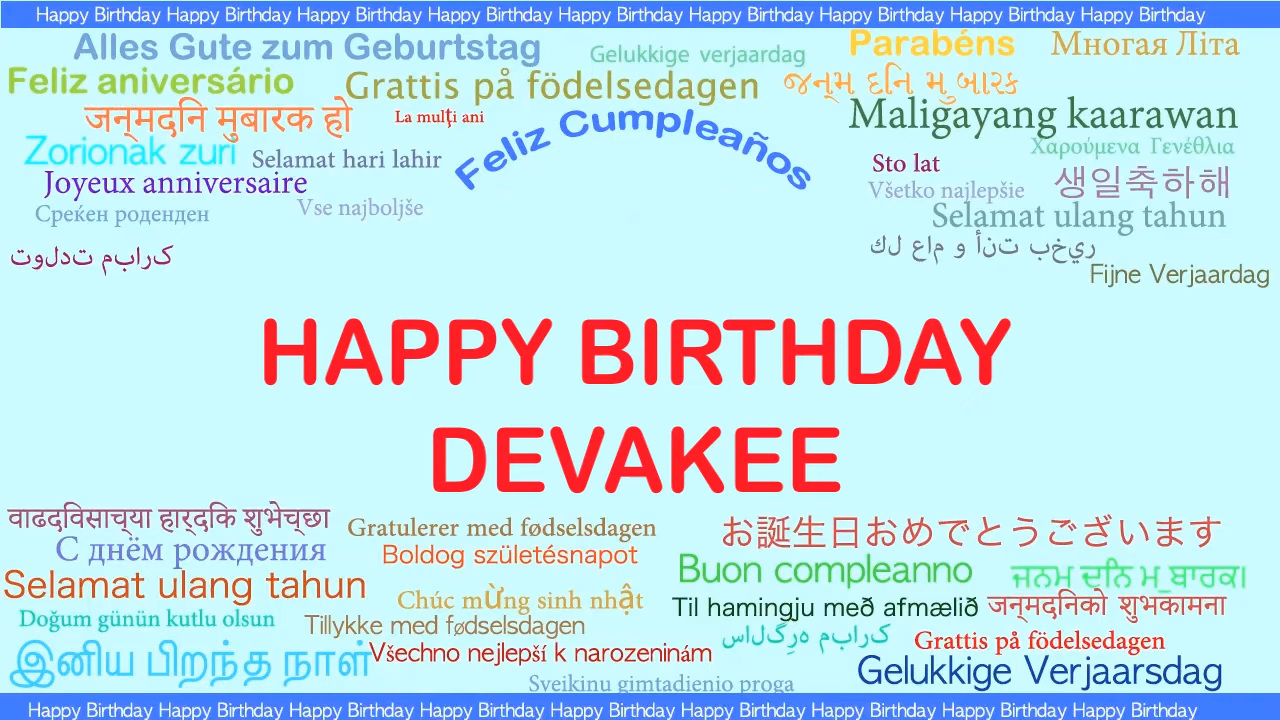 Happy Birthday Happy Birthday Happy Birthday Happy Birthday Happy Birthday Happy Birthday Happy Birthday Happy Birthday Happy Birthday
Alles Gute zum Geburtstag
Gelukkige verjaardag
Parabéns
Многая Літа
Feliz aniversário
Grattis på födelsedagen
જન્મ દનિ મુબારક
जन्मदनि मुबारक हो
La mulţi ani
Feliz Cumpleaños
Maligayang kaarawan
Zorionak zuri
Selamat hari lahir
Χαρούμενα Γενέθλια
Sto lat
Joyeux anniversaire
Všetko najlepšie
생일축하해
Среќен роденден
Vse najboljše
Selamat ulang tahun
تولدت مبارک
كل عام و أنت بخير
Fijne Verjaardag
HAPPY BIRTHDAY
DEVAKEE
वाढदविसाच्या हार्दकि शुभेच्छा
Gratulerer med fødselsdagen
お誕生日おめでとうございます
С днём рождения
Boldog születésnapot
Buon compleanno
ਜਨਮ ਦਨਿ ਮੁਬਾਰਕ।
Selamat ulang tahun
Chúc mừng sinh nhật
Til hamingju með afmælið
जन्मदनिको शुभकामना
Doğum günün kutlu olsun
Tillykke med fødselsdagen
سالگرہ مبارک
Grattis på födelsedagen
இனிய பிறந்த நாள்
Všechno nejlepší k narozeninám
Gelukkige Verjaarsdag
Sveikinu gimtadienio proga
Happy Birthday Happy Birthday Happy Birthday Happy Birthday Happy Birthday Happy Birthday Happy Birthday Happy Birthday Happy Birthday